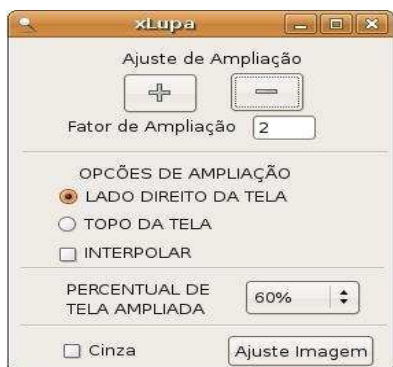 xLupa
Ajuste de Ampliação
Fator de Ampliação 2
OPCÕES DE AMPLIAÇÃO
LADO DIREITO DA TELA
TOPO DA TELA
INTERPOLAR
PERCENTUAL DE
TELA AMPLIADA
60%
Cinza
Ajuste Imagem